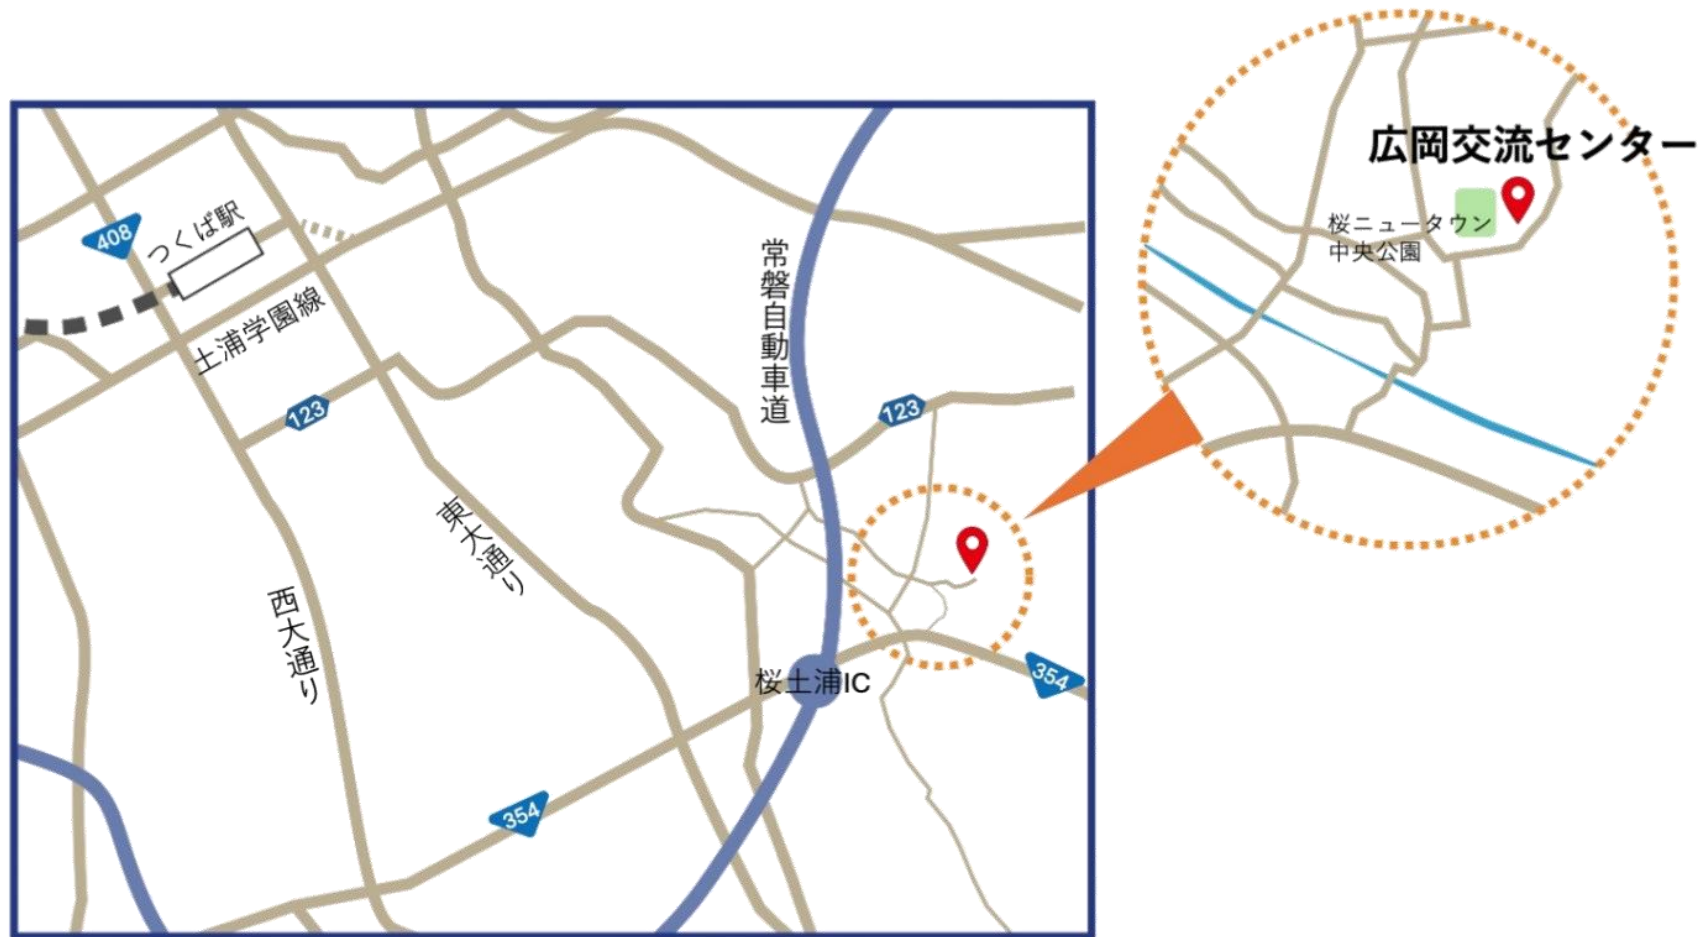 広岡交流センター
桜ニュータウン
中央公園
408
つくば駅
土浦学園線
常磐自動車道
123
123
東大通り
西大通り
桜土浦IC
354
354